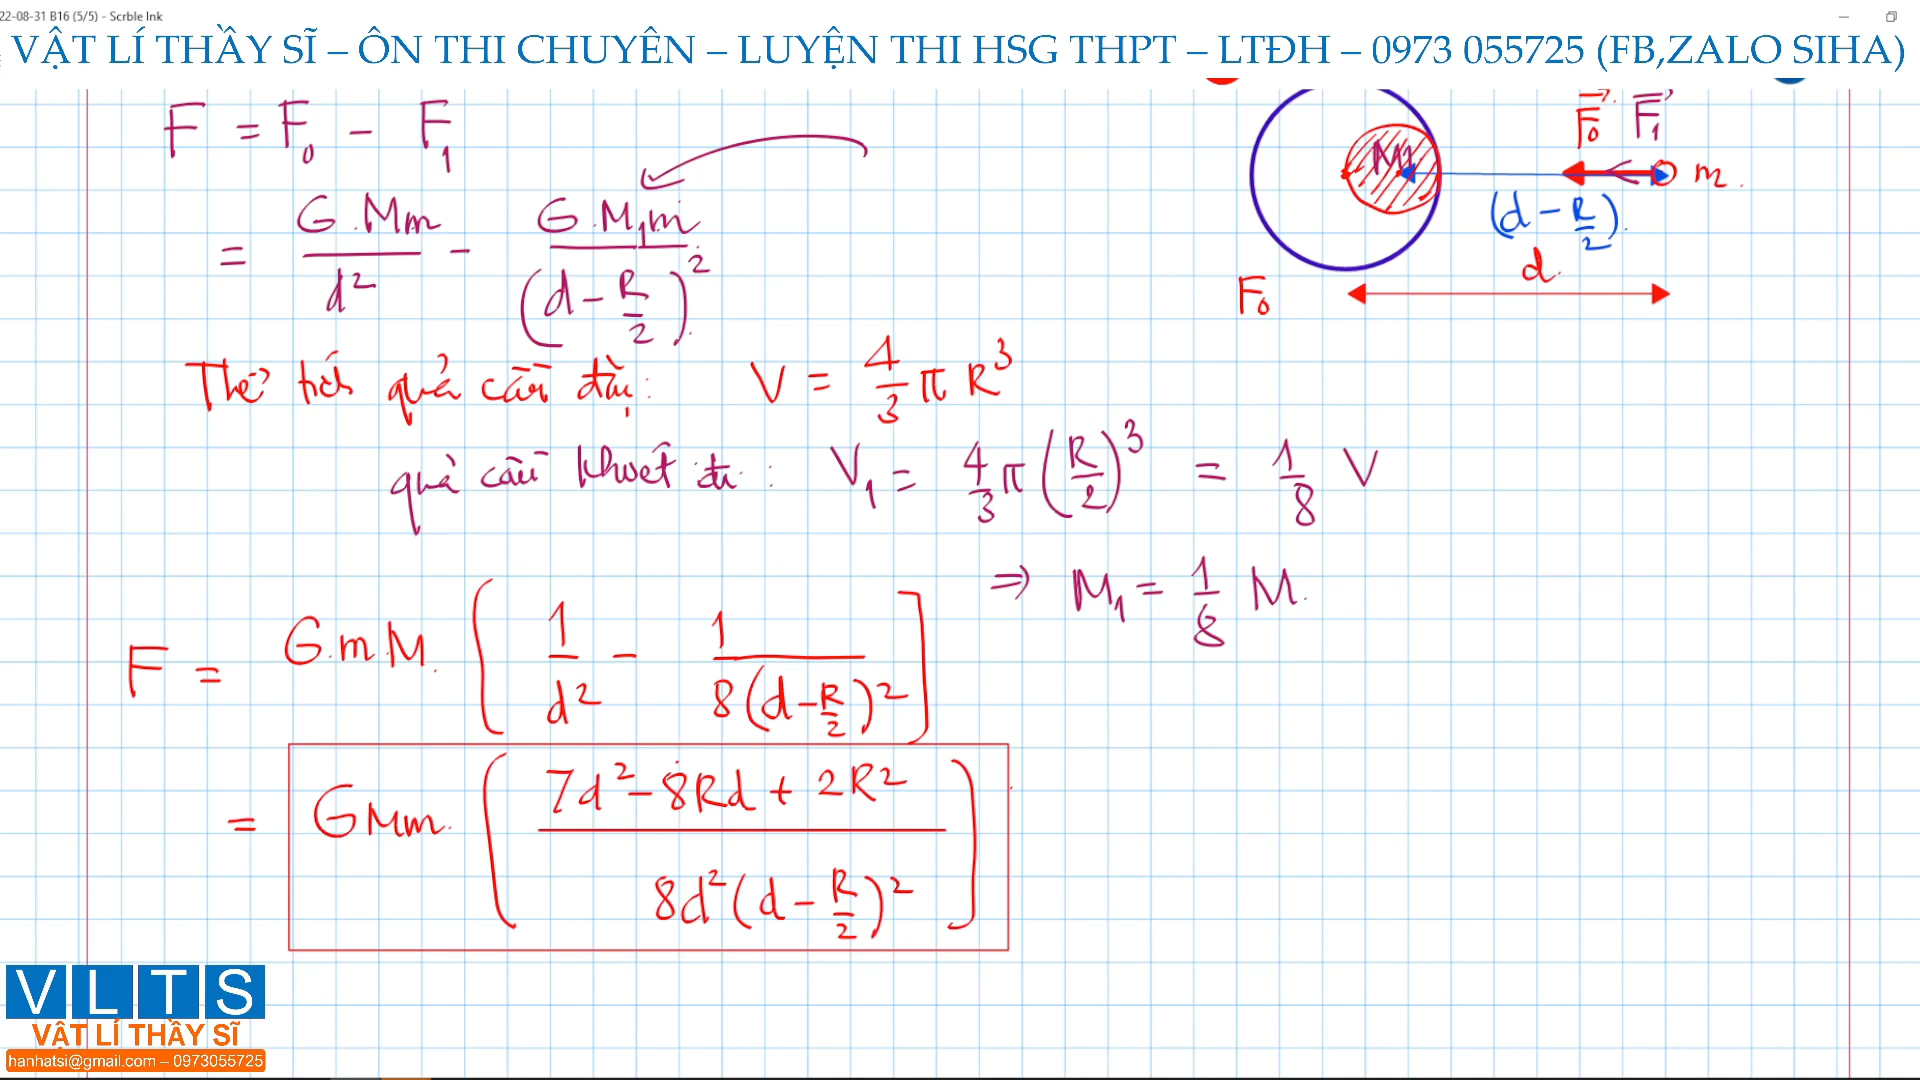 22-08-31 B16 (5/5) - Scrble Ink
VẬT LÍ THẦY SĨ – ÔN THI CHUYÊN – LUYỆN THI HSG THPT – LTĐH – 0973 055725 (FB,ZALO SIHA)
F = F₀ - F₁
= G.Mm/d² - G.M₁m/(d - R/2)²
F₀ F₁
M₁
m.
(d - R/2).
d.
F₀
Thể tích quả cầu đầy: V = 4/3 π R³
quả cầu khoét đi: V₁ = 4/3 π (R/2)³ = 1/8 V
⇒ M₁ = 1/8 M.
F = G.m.M. [1/d² - 1/8(d - R/2)²]
= GMm. (7d² - 8Rd + 2R² / 8d²(d - R/2)²)
VLTS
VẬT LÍ THẦY SĨ
hanhatsi@gmail.com – 0973055725